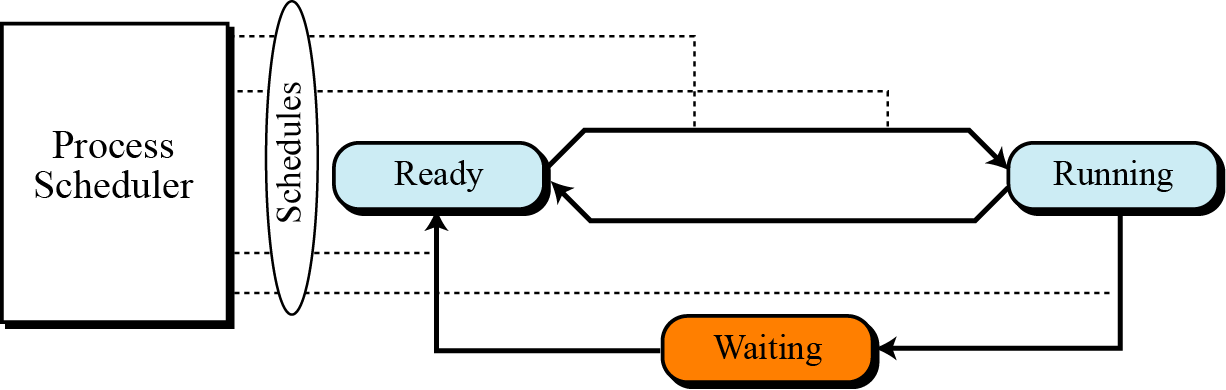 Process
Scheduler
Schedules
Ready
Running
Waiting